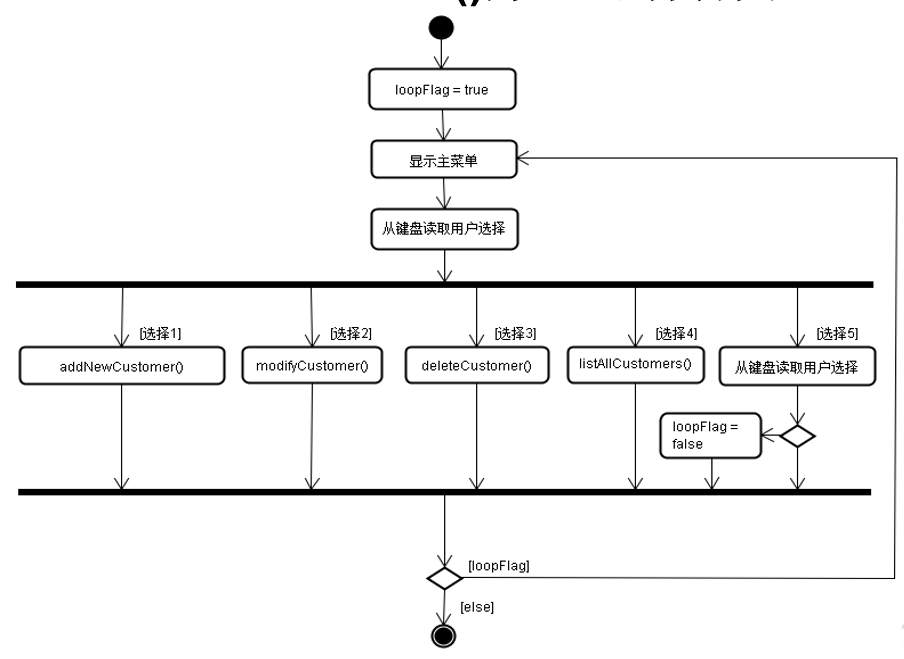 ()
loopFlag = true
显示主菜单
从键盘读取用户选择
[选择1]
[选择2]
[选择3]
[选择4]
[选择5]
addNewCustomer()
modifyCustomer()
deleteCustomer()
listAllCustomers()
从键盘读取用户选择
loopFlag =
false
[loopFlag]
[else]